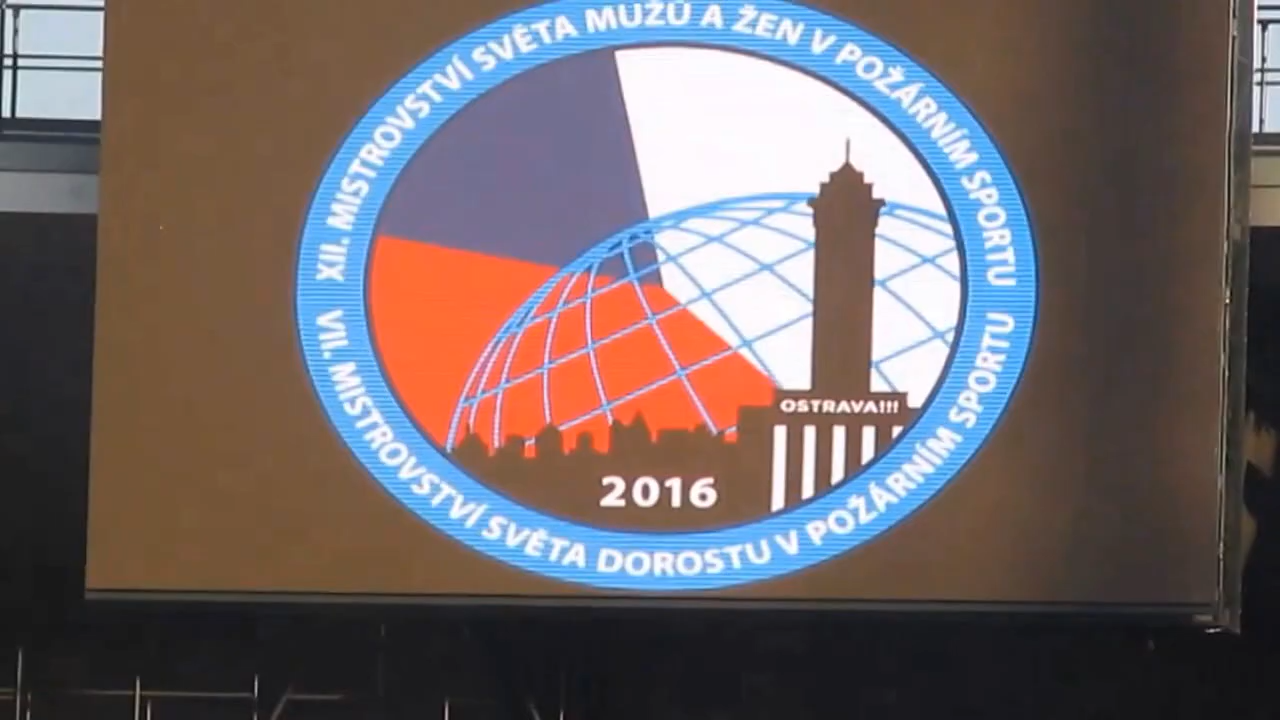 XII. MISTROVSTVÍ SVĚTA MUŽŮ A ŽEN V POŽÁRNÍM SPORTU
OSTRAVA!!!
2016
VII. MISTROVSTVÍ SVĚTA DOROSTU V POŽÁRNÍM SPORTU